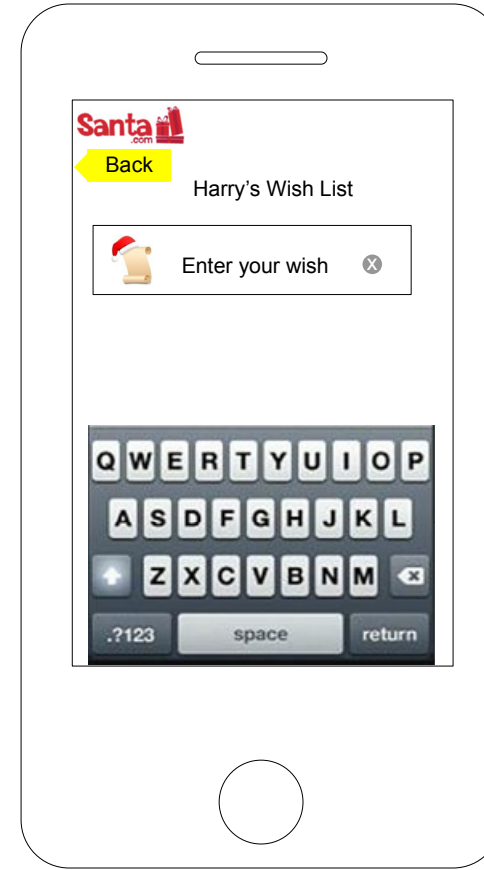 Santa
.com
Back
Harry's Wish List
Enter your wish X
Q W E R T Y U I O P
A S D F G H J K L
Z X C V B N M
.?123 space return